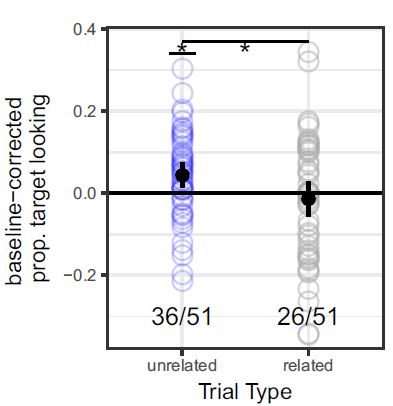 0.4
* *
0.2
0.0
−0.2
baseline−corrected
prop. target looking
36/51 26/51
unrelated related
Trial Type